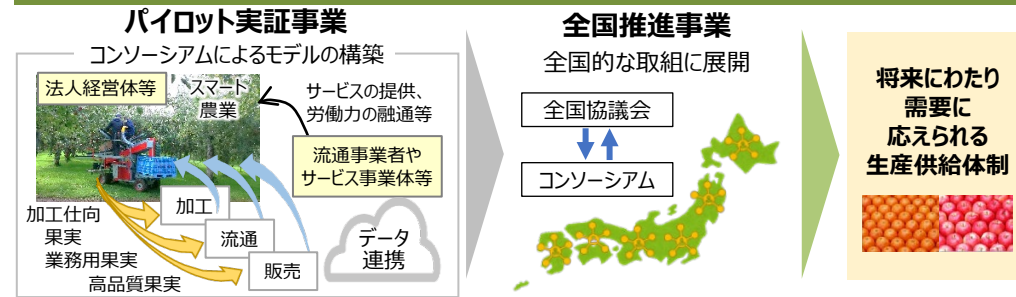 パイロット実証事業
コンソーシアムによるモデルの構築
法人経営体等
スマート
農業
サービスの提供、
労働力の融通等
流通事業者や
サービス事業体等
加工仕向
果実
業務用果実
高品質果実
加工
流通
販売
データ
連携
全国推進事業
全国的な取組に展開
全国協議会
コンソーシアム
将来にわたり
需要に
応えられる
生産供給体制